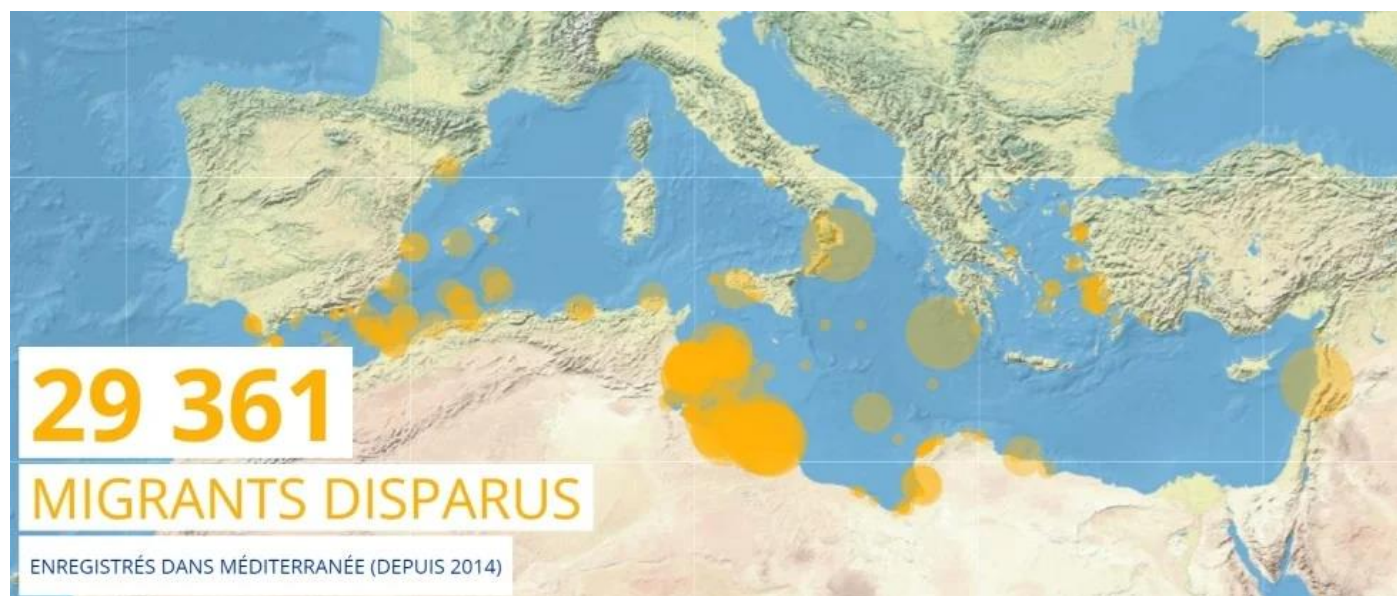 29 361
MIGRANTS DISPARUS
ENREGISTRÉS DANS MÉDITERRANÉE (DEPUIS 2014)